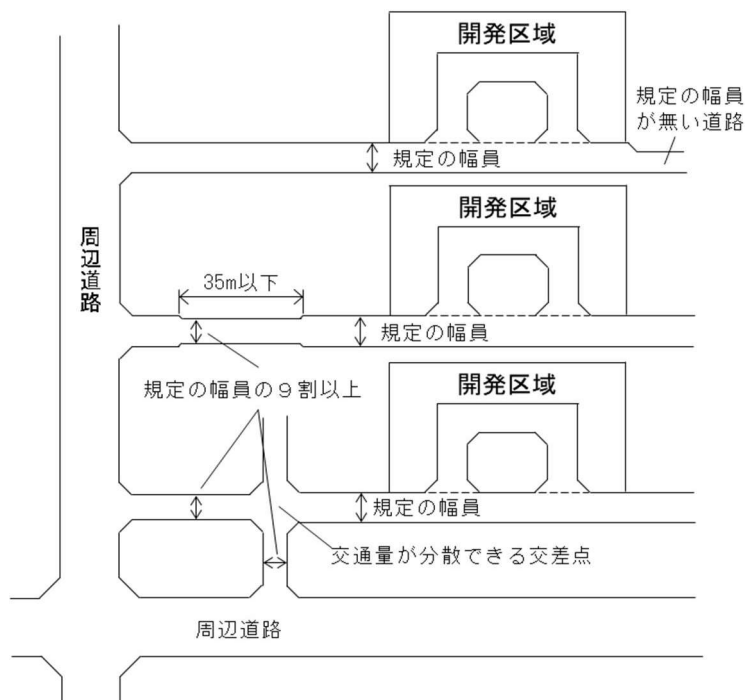 開発区域
規定の幅員
が無い道路
規定の幅員
開発区域
周辺道路
35m以下
規定の幅員
規定の幅員の9割以上
開発区域
規定の幅員
交通量が分散できる交差点
周辺道路